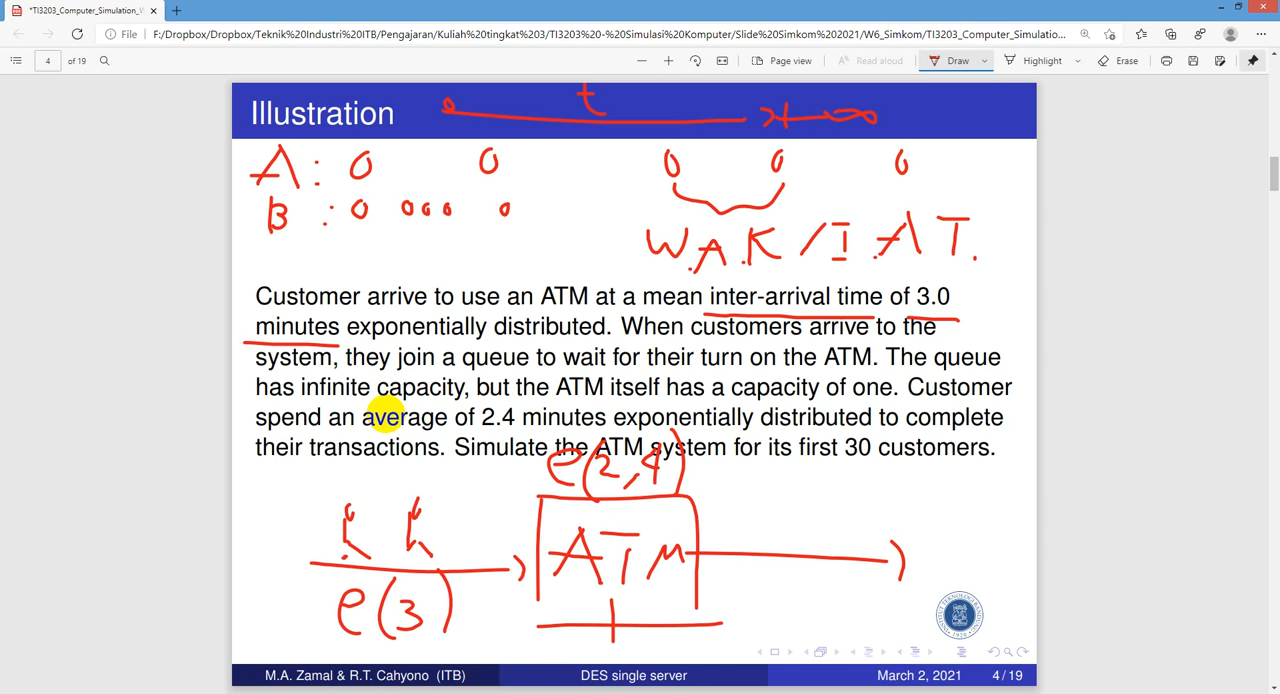 *TI3203_Computer_Simulation_W
File
F:/Dropbox/Dropbox/Teknik%20Industri%20ITB/Pengajaran/Kuliah%20tingkat%203/TI3203%20-%20Simulasi%20Komputer/Slide%20Simkom%202021/W6_Simkom/TI3203_Computer_Simulatio...
4 of 19 Page view Read aloud Draw Highlight Erase
Illustration
t
A : 0 0 0 0 0
B : 0 0 0 0 0
W.A.K / I.A.T.
Customer arrive to use an ATM at a mean inter-arrival time of 3.0
minutes exponentially distributed. When customers arrive to the
system, they join a queue to wait for their turn on the ATM. The queue
has infinite capacity, but the ATM itself has a capacity of one. Customer
spend an average of 2.4 minutes exponentially distributed to complete
their transactions. Simulate the ATM system for its first 30 customers.
e(2,4)
ATM
e(3)
1
INSTITUT TEKNOLOGI BANDUNG
1920
M.A. Zamal & R.T. Cahyono (ITB) DES single server March 2, 2021 4 / 19